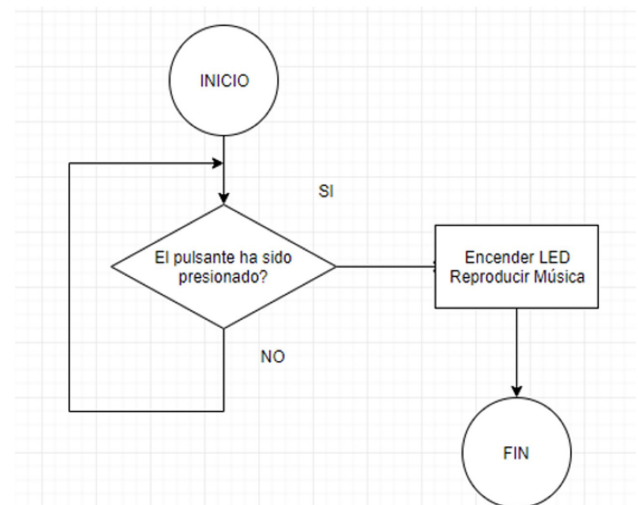 INICIO
SI
El pulsante ha sido
presionado?
Encender LED
Reproducir Música
NO
FIN